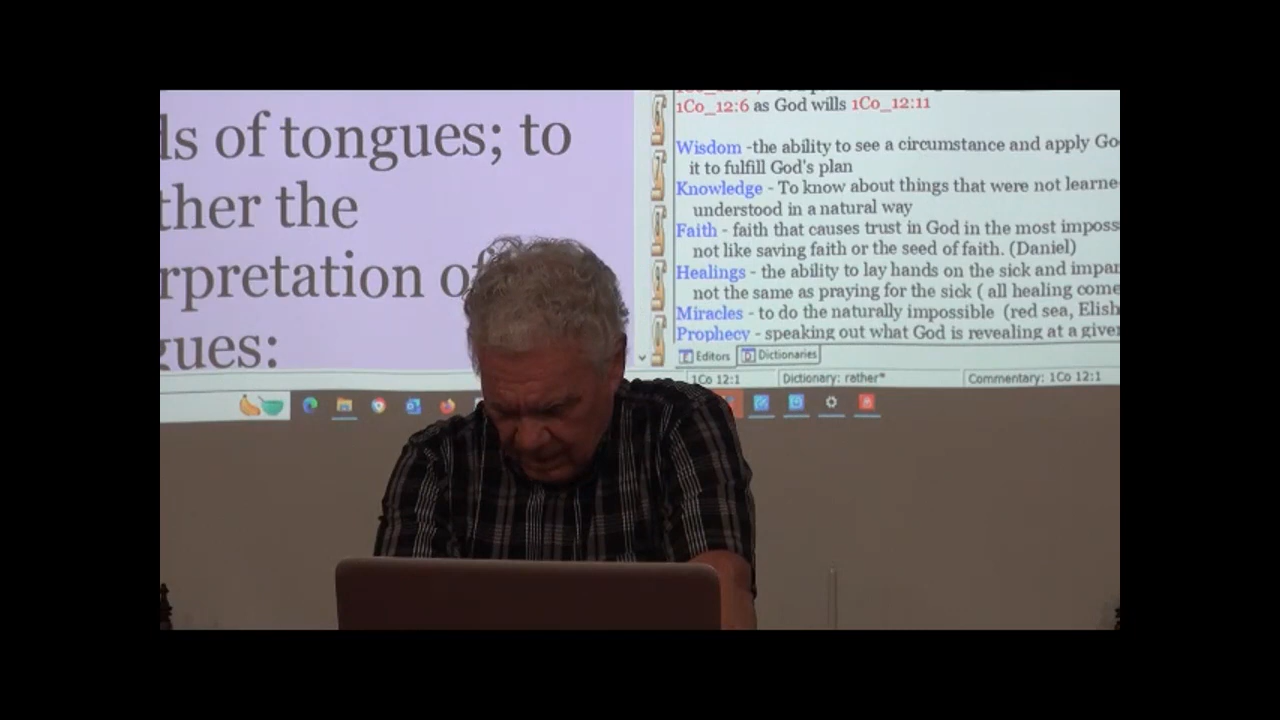 ds of tongues; to
ther the
rpretation of
gues:
1Co_12:6 as God wills 1Co_12:11
Wisdom -the ability to see a circumstance and apply Go
it to fulfill God's plan
Knowledge - To know about things that were not learne
understood in a natural way
Faith - faith that causes trust in God in the most imposs
not like saving faith or the seed of faith. (Daniel)
Healings - the ability to lay hands on the sick and impar
not the same as praying for the sick ( all healing come
Miracles - to do the naturally impossible (red sea, Elish
Prophecy - speaking out what God is revealing at a given
Editors Dictionaries
1Co 12:1 Dictionary: rather* Commentary: 1Co 12:1